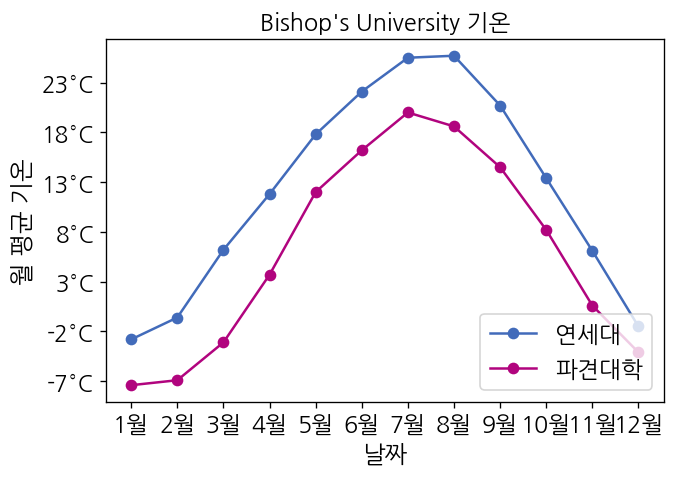 Bishop's University 기온
월 평균 기온
23°C
18°C
13°C
8°C
3°C
-2°C
-7°C
연세대
파견대학
1월 2월 3월 4월 5월 6월 7월 8월 9월 10월 11월 12월
날짜